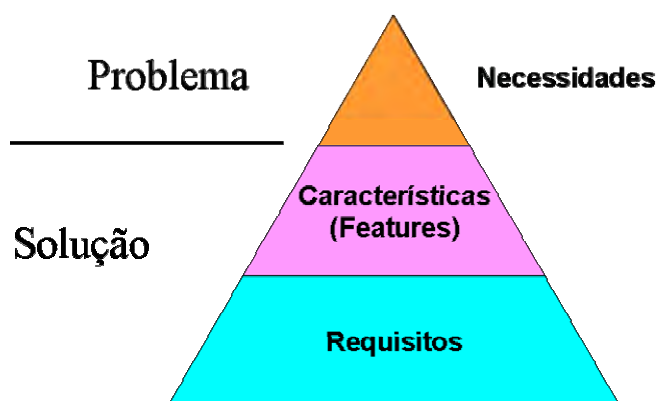 Problema
Necessidades
Características
(Features)
Solução
Requisitos